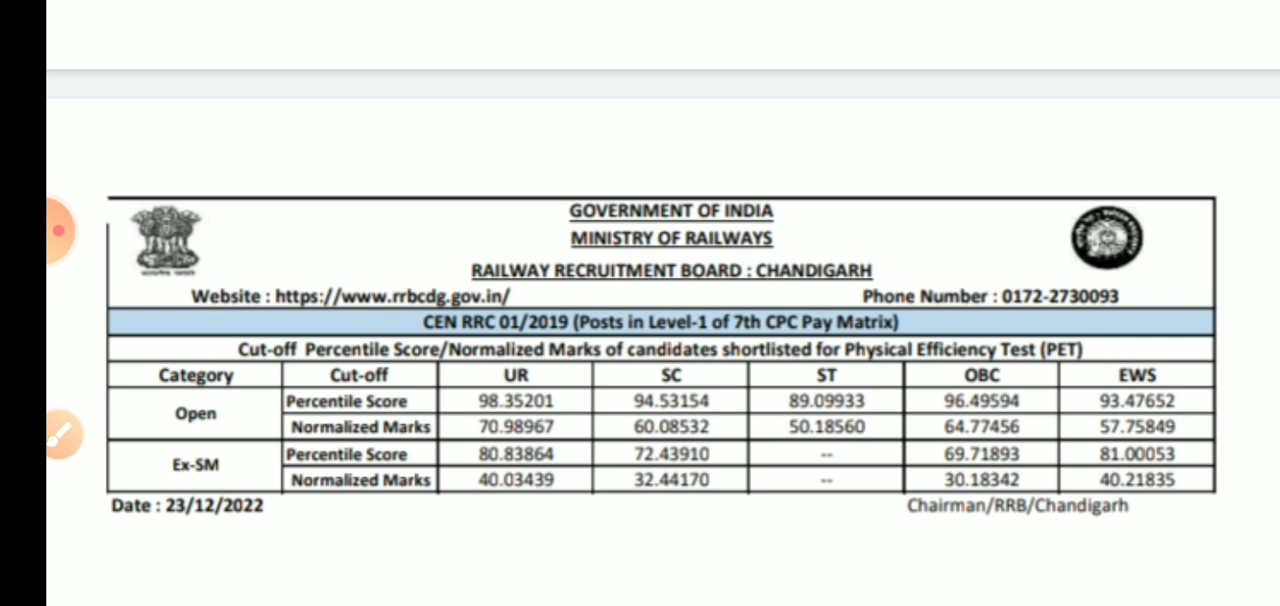 GOVERNMENT OF INDIA
MINISTRY OF RAILWAYS
RAILWAY RECRUITMENT BOARD : CHANDIGARH
Website : https://www.rrbcdg.gov.in/ Phone Number : 0172-2730093
CEN RRC 01/2019 (Posts in Level-1 of 7th CPC Pay Matrix)
Cut-off Percentile Score/Normalized Marks of candidates shortlisted for Physical Efficiency Test (PET)
Category Cut-off UR SC ST OBC EWS
Open Percentile Score 98.35201 94.53154 89.09933 96.49594 93.47652
Normalized Marks 70.98967 60.08532 50.18560 64.77456 57.75849
Ex-SM Percentile Score 80.83864 72.43910 -- 69.71893 81.00053
Normalized Marks 40.03439 32.44170 -- 30.18342 40.21835
Date : 23/12/2022 Chairman/RRB/Chandigarh